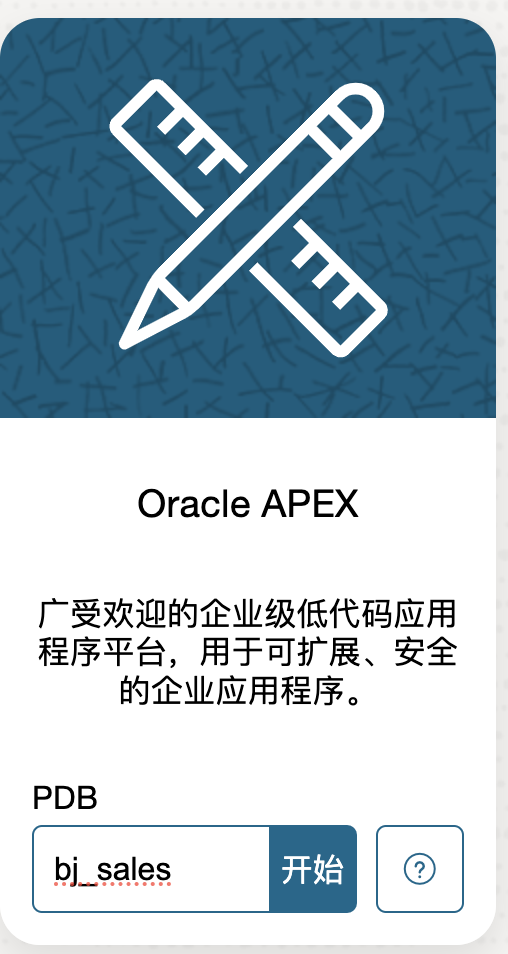 Oracle APEX
广受欢迎的企业级低代码应用
程序平台，用于可扩展、安全
的企业应用程序。
PDB
bj_sales 开始 ?